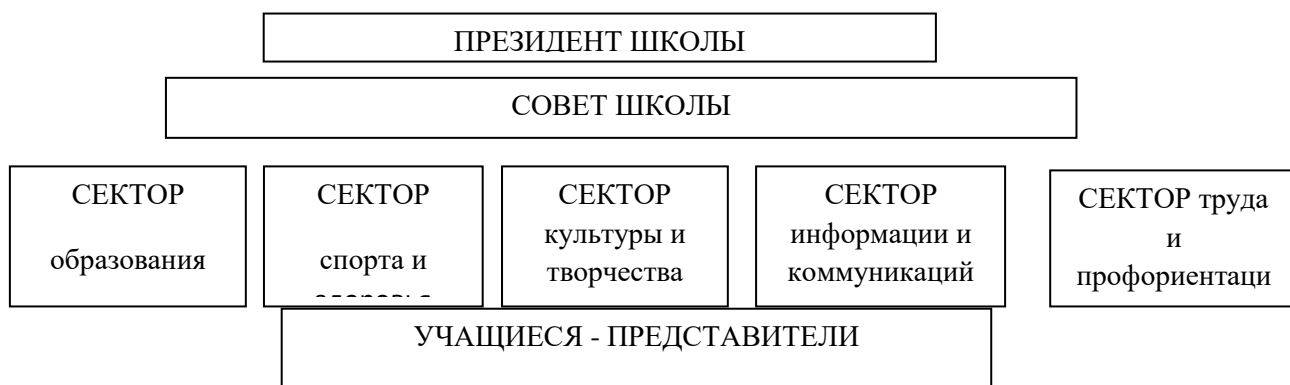 ПРЕЗИДЕНТ ШКОЛЫ
СОВЕТ ШКОЛЫ
СЕКТОР
образования
СЕКТОР
спорта и
СЕКТОР
культуры и
творчества
СЕКТОР
информации и
коммуникаций
СЕКТОР труда
и
профориентаци
УЧАЩИЕСЯ - ПРЕДСТАВИТЕЛИ